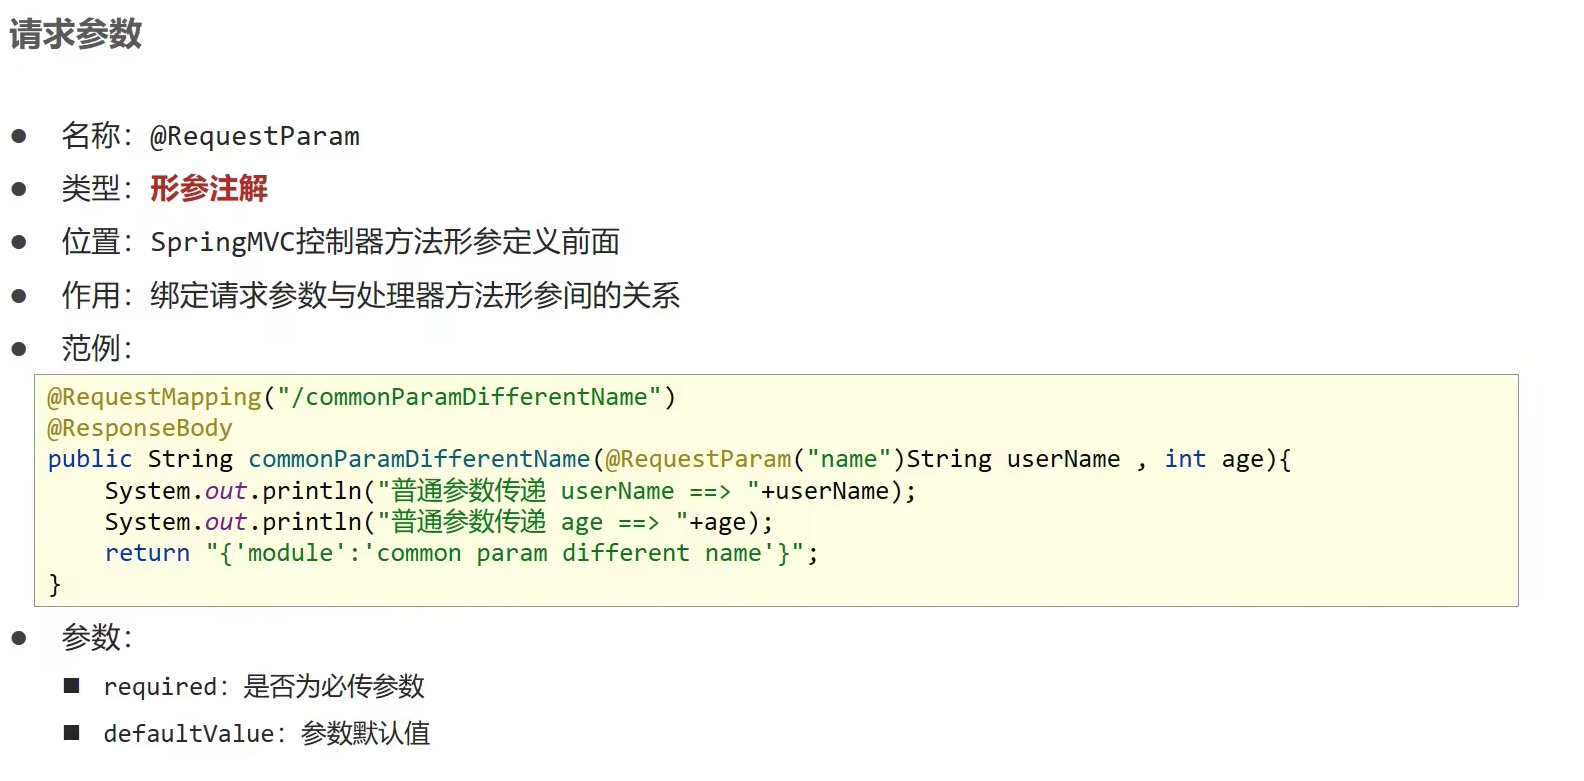 请求参数
● 名称：@RequestParam
● 类型：形参注解
● 位置：SpringMVC控制器方法形参定义前面
● 作用：绑定请求参数与处理器方法形参间的关系
● 范例：
@RequestMapping("/commonParamDifferentName")
@ResponseBody
public String commonParamDifferentName(@RequestParam("name")String userName , int age){
    System.out.println("普通参数传递 userName ==> "+userName);
    System.out.println("普通参数传递 age ==> "+age);
    return "{'module':'common param different name'}";
}
● 参数：
■ required：是否为必传参数
■ defaultValue：参数默认值